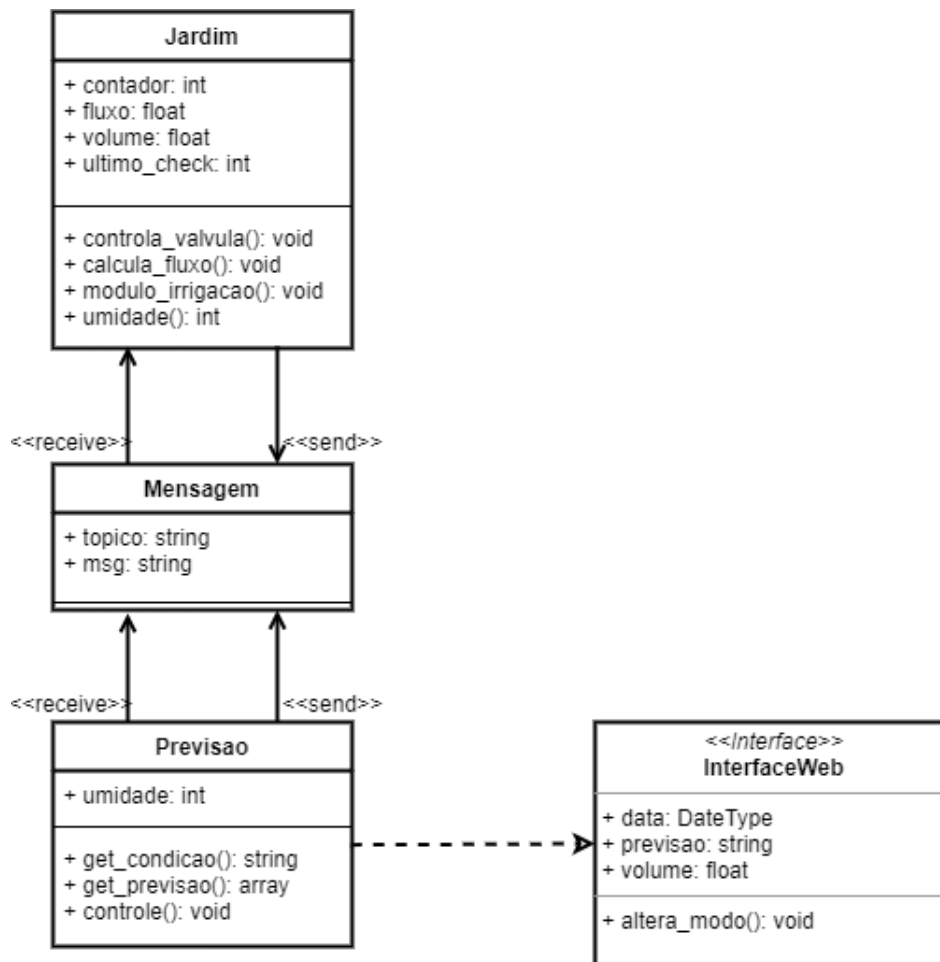 Jardim
+ contador: int
+ fluxo: float
+ volume: float
+ ultimo_check: int
+ controla_valvula(): void
+ calcula_fluxo(): void
+ modulo_irrigacao(): void
+ umidade(): int
<<receive>>
<<send>>
Mensagem
+ topico: string
+ msg: string
<<receive>>
<<send>>
Previsao
+ umidade: int
+ get_condicao(): string
+ get_previsao(): array
+ controle(): void
<<Interface>>
InterfaceWeb
+ data: DateType
+ previsao: string
+ volume: float
+ altera_modo(): void